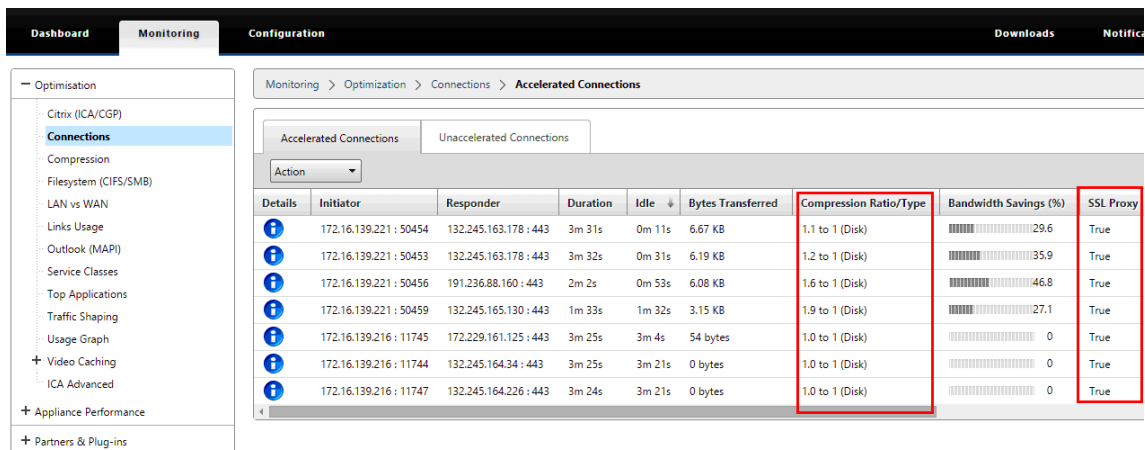 Dashboard Monitoring Configuration Downloads
Optimisation
Citrix (ICA/CGP)
Connections
Compression
Filesystem (CIFS/SMB)
LAN vs WAN
Links Usage
Outlook (MAPI)
Service Classes
Top Applications
Traffic Shaping
Usage Graph
Video Caching
ICA Advanced
Appliance Performance
Partners & Plug-ins
Monitoring > Optimization > Connections > Accelerated Connections
Accelerated Connections Unaccelerated Connections
Action
Details Initiator Responder Duration Idle Bytes Transferred Compression Ratio/Type Bandwidth Savings (%) SSL Proxy
172.16.139.221 : 50454 132.245.163.178 : 443 3m 31s 0m 11s 6.67 KB 1.1 to 1 (Disk) 29.6 True
172.16.139.221 : 50453 132.245.163.178 : 443 3m 32s 0m 31s 6.19 KB 1.2 to 1 (Disk) 35.9 True
172.16.139.221 : 50456 191.236.88.160 : 443 2m 2s 0m 53s 6.08 KB 1.6 to 1 (Disk) 46.8 True
172.16.139.221 : 50459 132.245.165.130 : 443 1m 33s 1m 32s 3.15 KB 1.9 to 1 (Disk) 27.1 True
172.16.139.216 : 11745 172.229.161.125 : 443 3m 25s 3m 4s 54 bytes 1.0 to 1 (Disk) 0 True
172.16.139.216 : 11744 132.245.164.34 : 443 3m 25s 3m 21s 0 bytes 1.0 to 1 (Disk) 0 True
172.16.139.216 : 11747 132.245.164.226 : 443 3m 24s 3m 21s 0 bytes 1.0 to 1 (Disk) 0 True